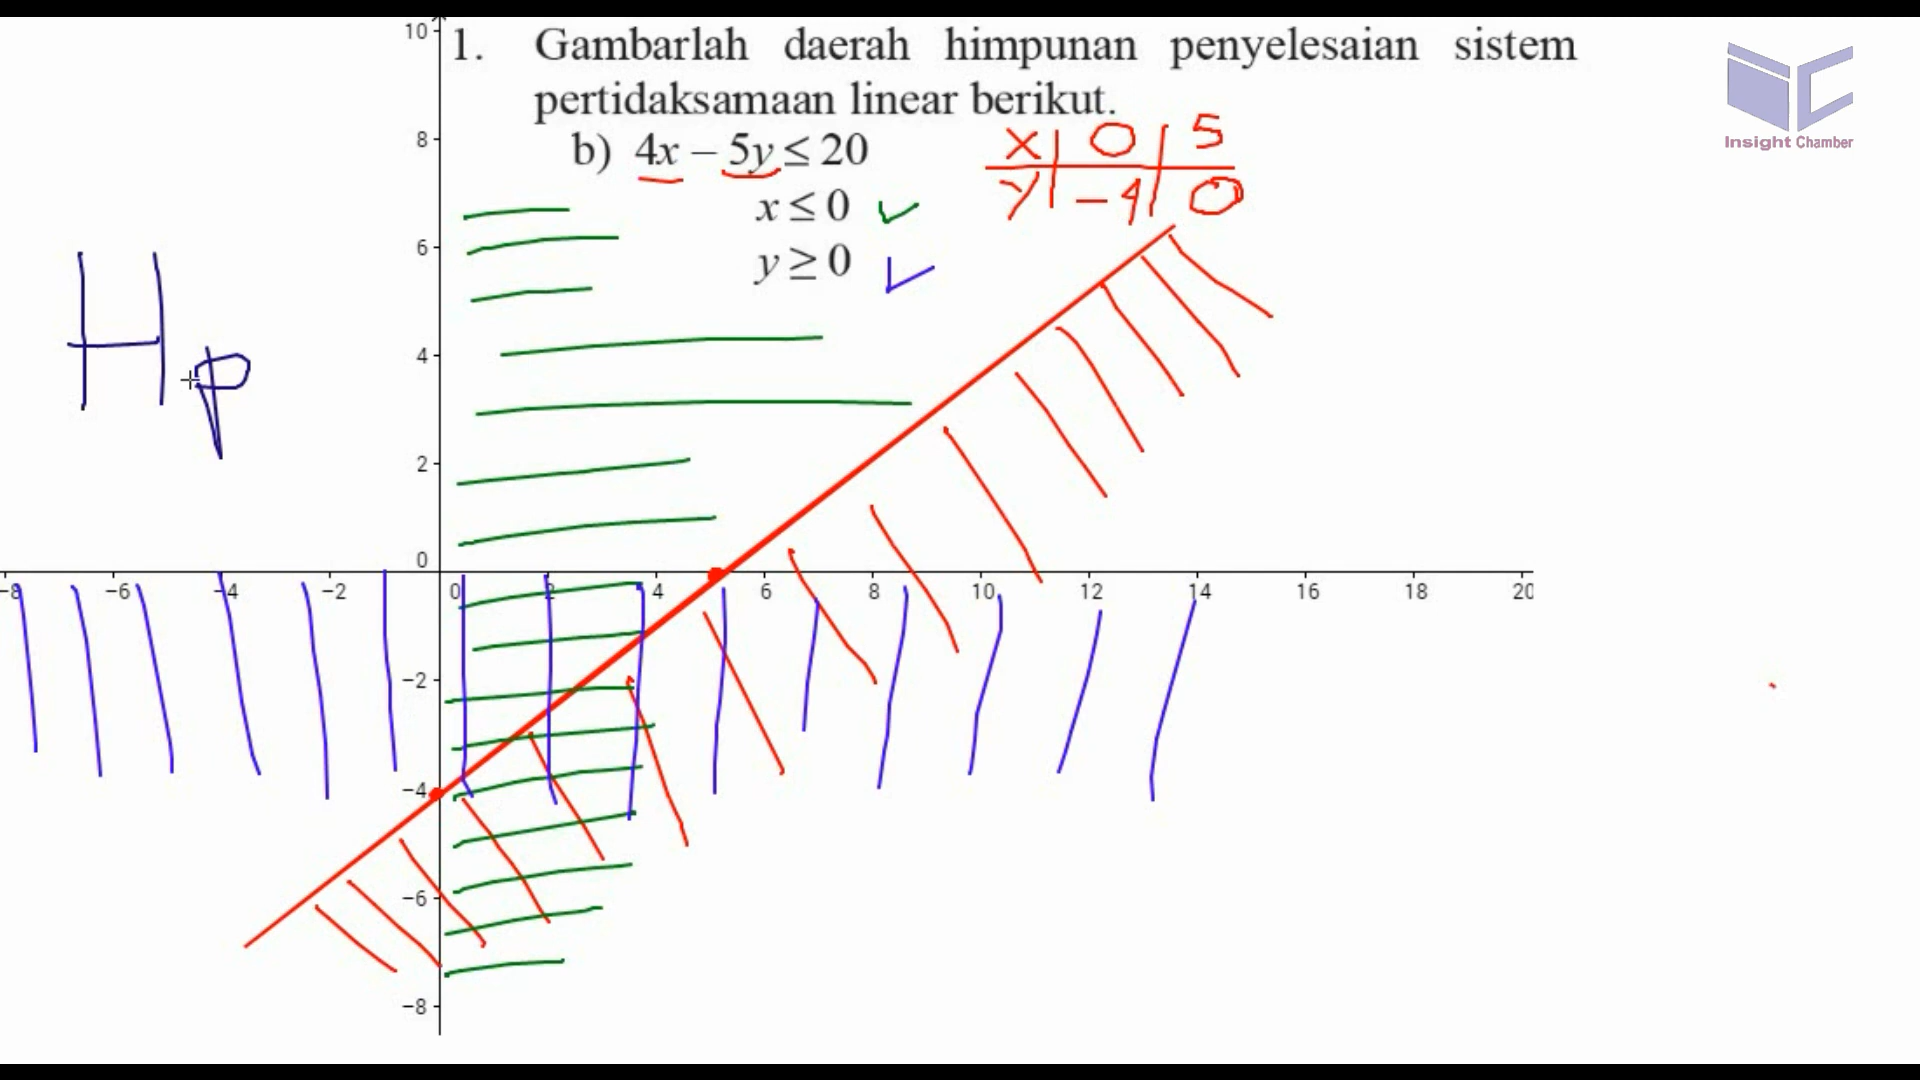 1. Gambarlah daerah himpunan penyelesaian sistem
pertidaksamaan linear berikut.
b) 4x – 5y ≤ 20
x ≤ 0
y ≥ 0
x | 0 | 5
y | -4 | 0
Hp
Insight Chamber
10
8
6
4
2
0
-8 -6 -4 -2 0 2 4 6 8 10 12 14 16 18 20
-2
-4
-6
-8